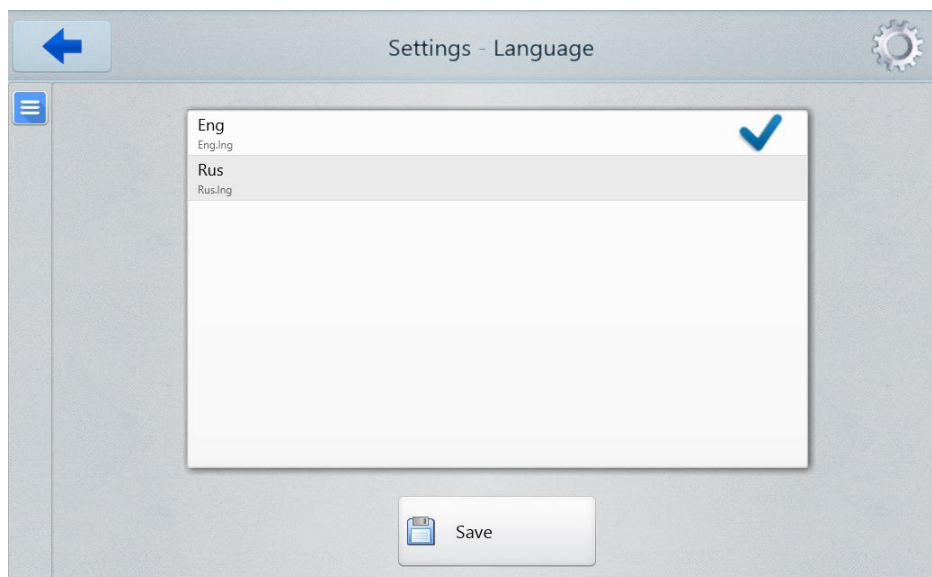 Settings - Language
Eng
Eng.lng
Rus
Rus.lng
Save